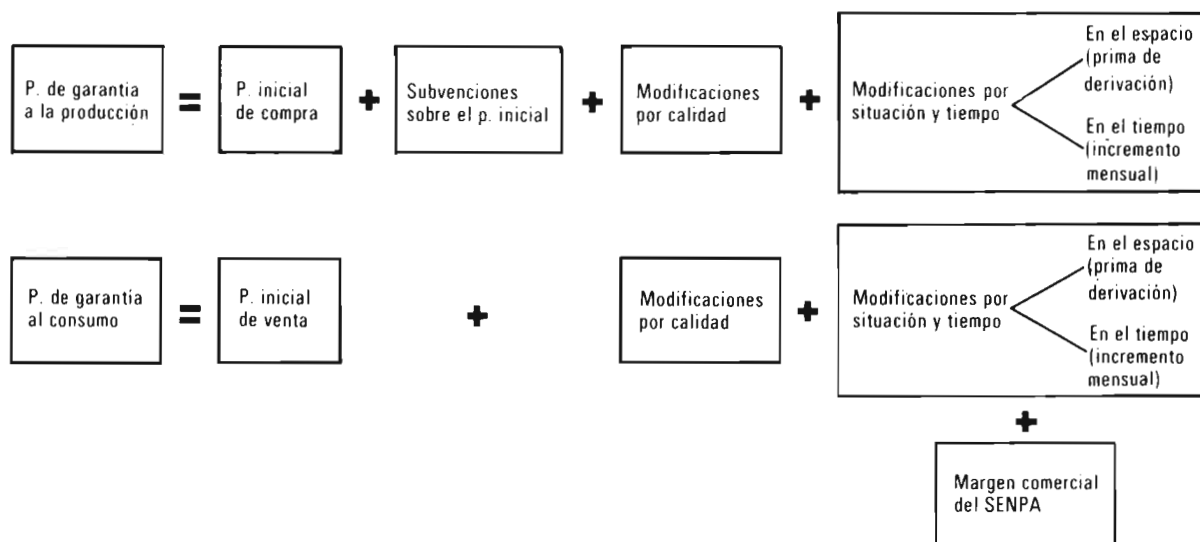 P. de garantía
a la producción
=
P. inicial
de compra
+
Subvenciones
sobre el p. inicial
+
Modificaciones
por calidad
+
Modificaciones por
situación y tiempo
En el espacio
(prima de
derivación)
En el tiempo
(incremento
mensual)
P. de garantía
al consumo
=
P. inicial
de venta
+
Modificaciones
por calidad
+
Modificaciones por
situación y tiempo
En el espacio
(prima de
derivación)
En el tiempo
(incremento
mensual)
+
Margen comercial
del SENPA